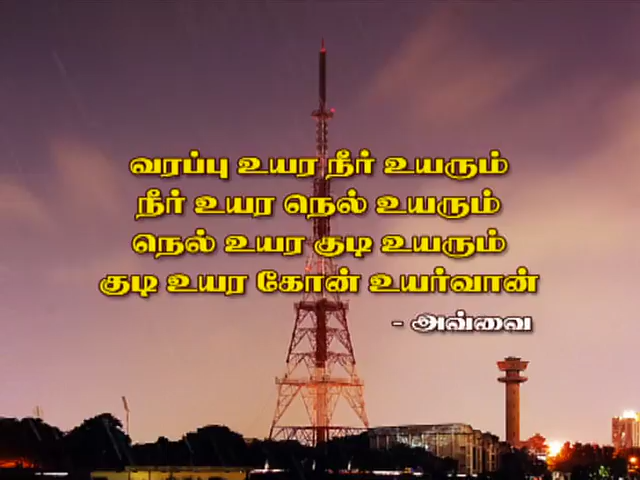 வரப்பு உயர நீர் உயரும்
நீர் உயர நெல் உயரும்
நெல் உயர குடி உயரும்
குடி உயர கோன் உயர்வான்
- அவ்வை